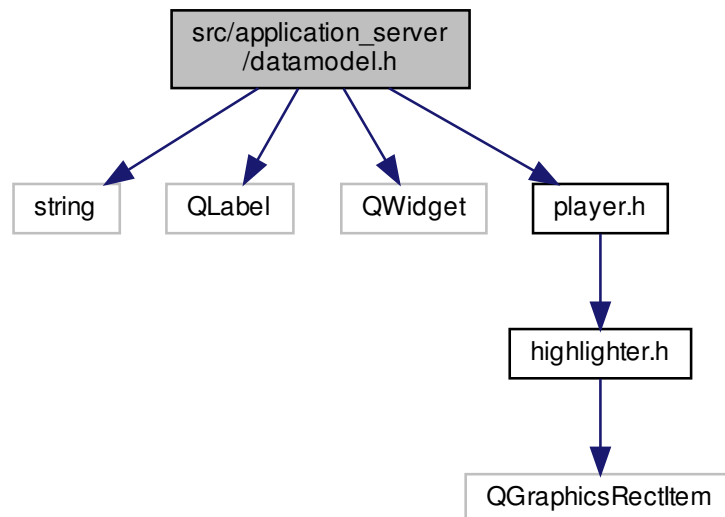 src/application_server
/datamodel.h
string
QLabel
QWidget
player.h
highlighter.h
QGraphicsRectItem